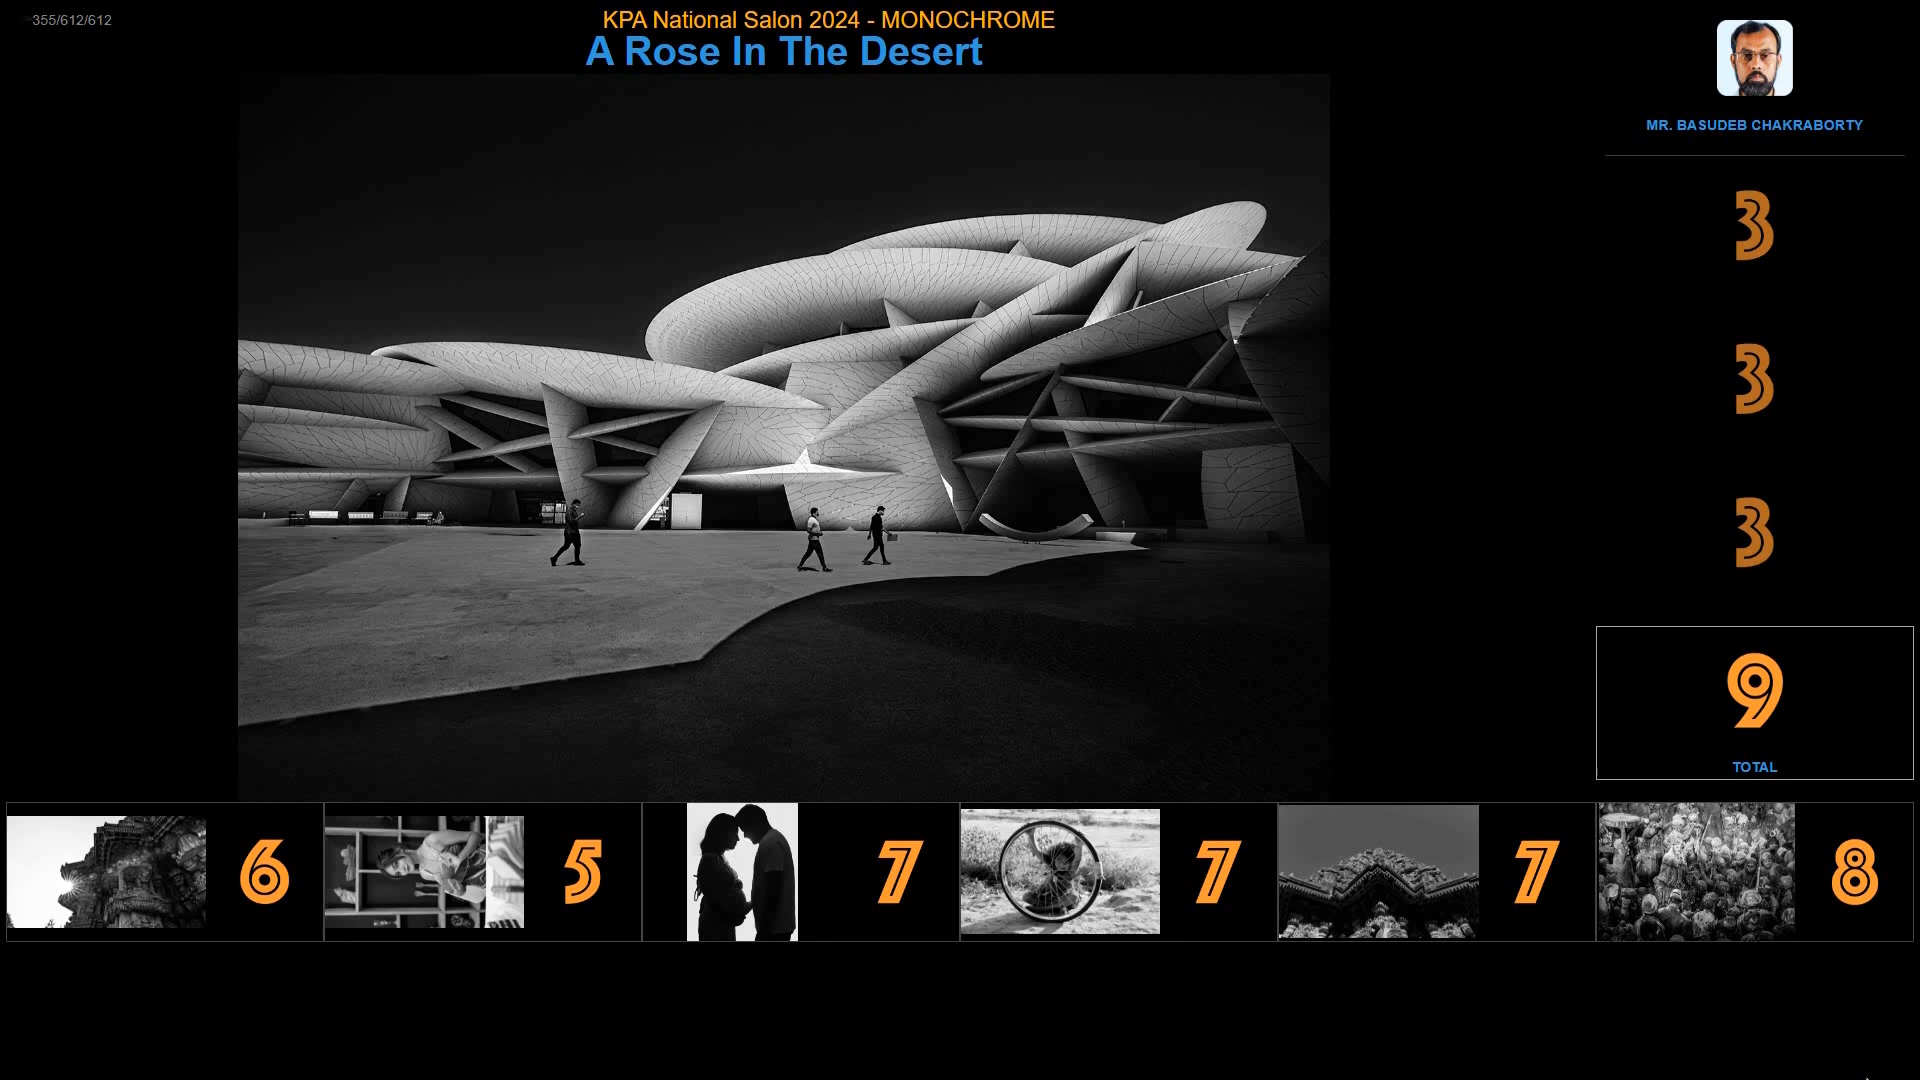 355/612/612
KPA National Salon 2024 - MONOCHROME
A Rose In The Desert
MR. BASUDEB CHAKRABORTY
3
3
3
9
TOTAL
6
5
7
7
7
8